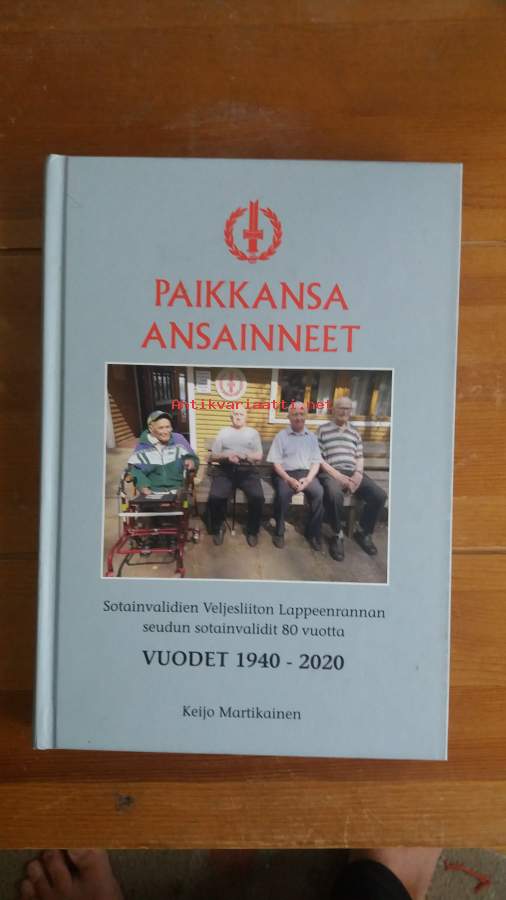 PAIKKANSA
ANSAINNEET
Antikvariaatti.net
Sotainvalidien Veljesliiton Lappeenrannan
seudun sotainvalidit 80 vuotta
VUODET 1940 - 2020
Keijo Martikainen